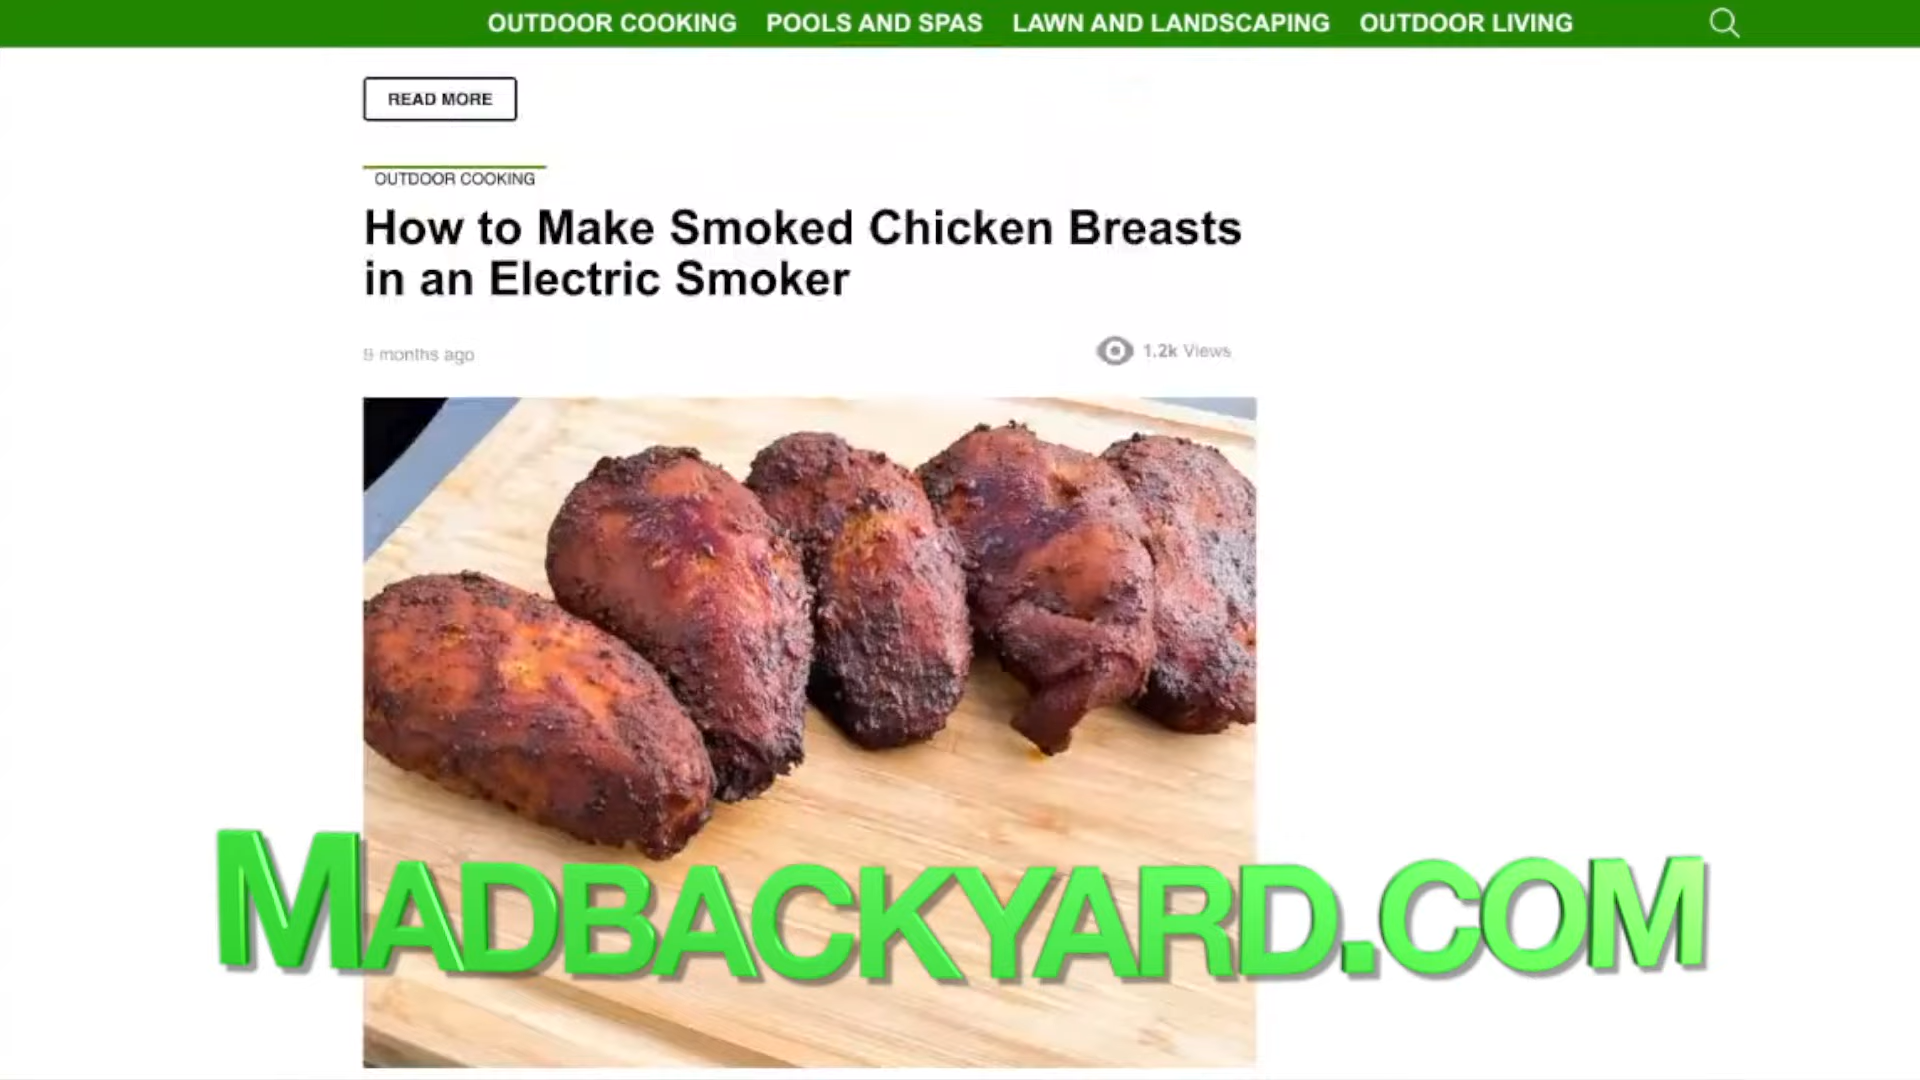 OUTDOOR COOKING POOLS AND SPAS LAWN AND LANDSCAPING OUTDOOR LIVING
READ MORE
OUTDOOR COOKING
How to Make Smoked Chicken Breasts
in an Electric Smoker
9 months ago
1.2k Views
MADBACKYARD.COM